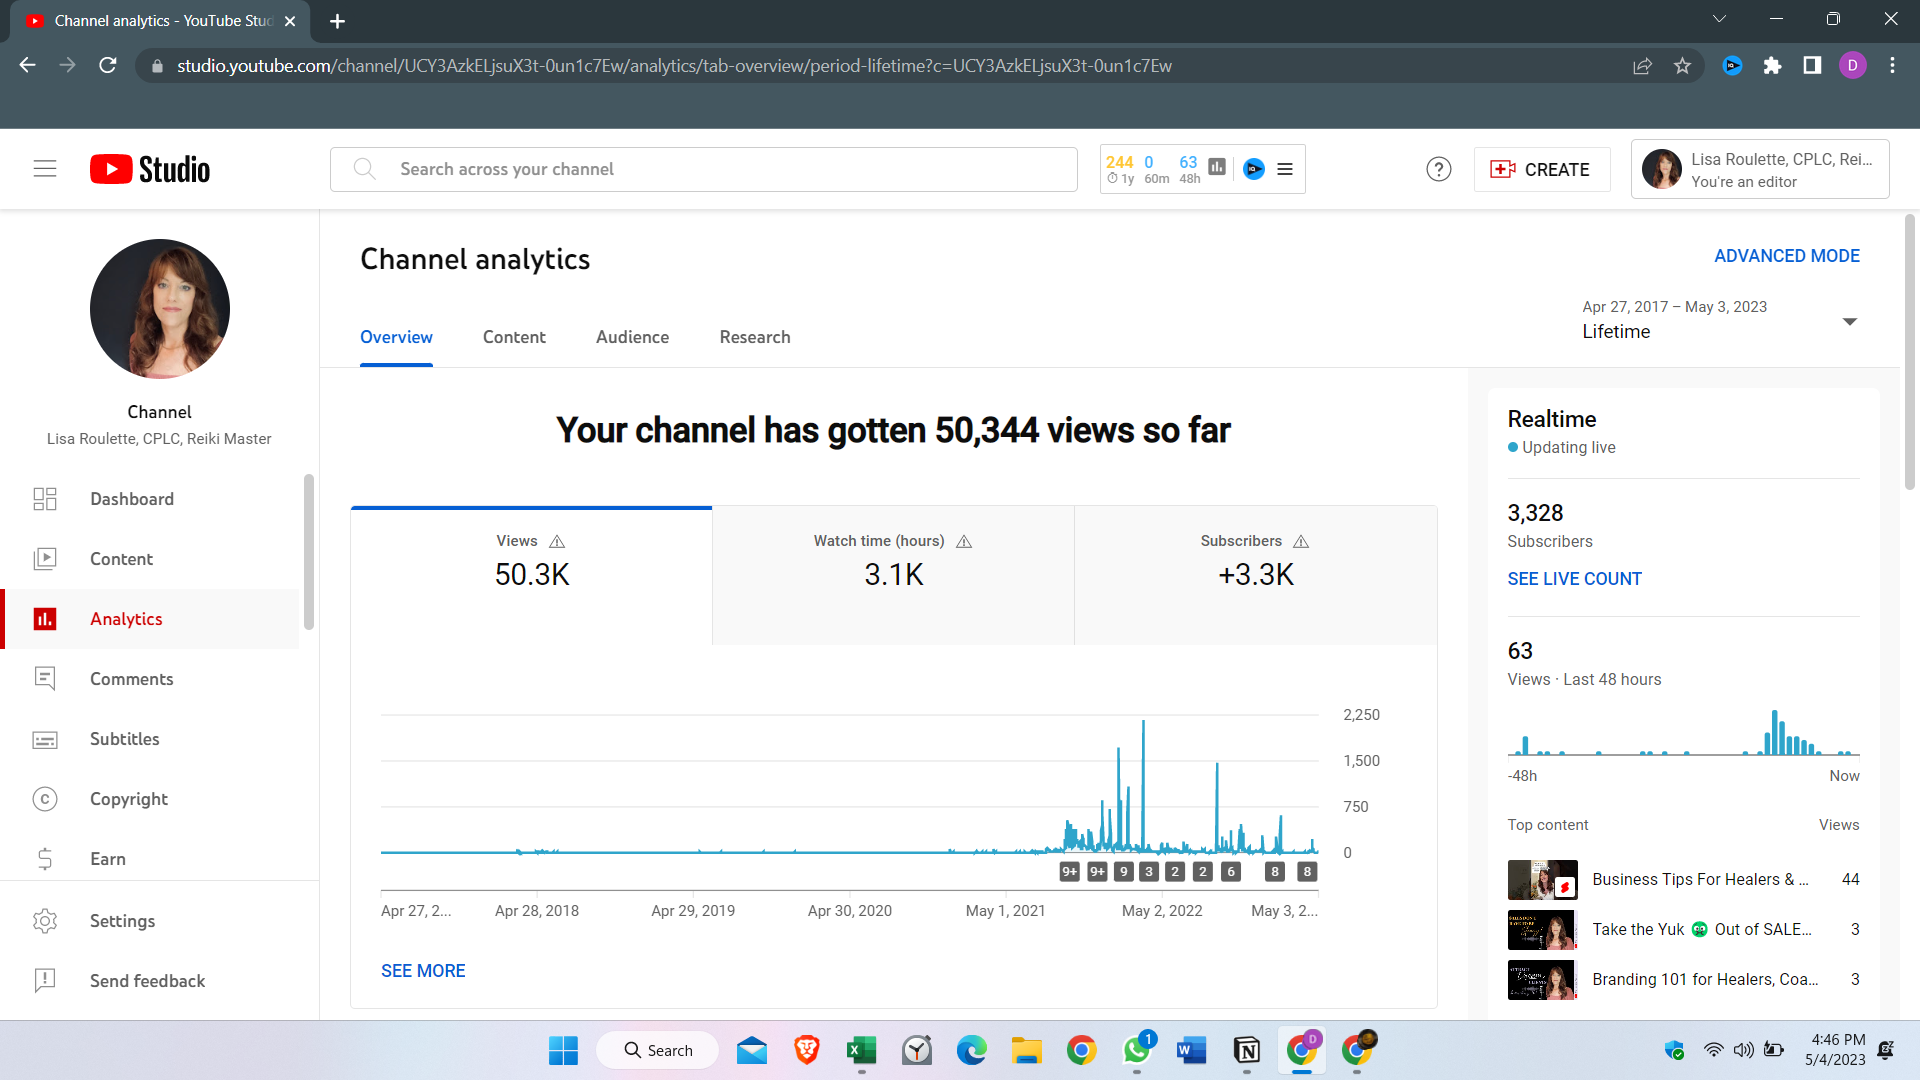 Channel analytics - YouTube Stud
studio.youtube.com/channel/UCY3AzkELjsuX3t-0un1c7Ew/analytics/tab-overview/period-lifetime?c=UCY3AzkELjsuX3t-0un1c7Ew
D
Studio
Search across your channel
244 0 63
1y 60m 48h
CREATE
Lisa Roulette, CPLC, Rei...
You're an editor
Channel
Lisa Roulette, CPLC, Reiki Master
Dashboard
Content
Analytics
Comments
Subtitles
Copyright
Earn
Settings
Send feedback
Channel analytics
ADVANCED MODE
Apr 27, 2017 – May 3, 2023
Lifetime
Overview Content Audience Research
Your channel has gotten 50,344 views so far
Views Watch time (hours) Subscribers
50.3K 3.1K +3.3K
2,250
1,500
750
0
9+ 9+ 9 3 2 2 6 8 8
Apr 27, 2... Apr 28, 2018 Apr 29, 2019 Apr 30, 2020 May 1, 2021 May 2, 2022 May 3, 2...
SEE MORE
Realtime
Updating live
3,328
Subscribers
SEE LIVE COUNT
63
Views · Last 48 hours
-48h Now
Top content Views
Business Tips For Healers & ... 44
Take the Yuk 🤢 Out of SALE... 3
Branding 101 for Healers, Coa... 3
Search
1
D
4:46 PM
5/4/2023